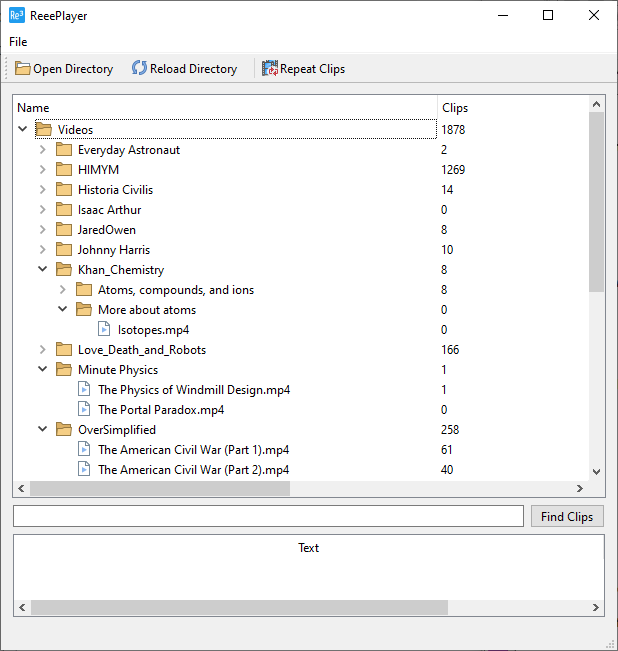 Re³ ReeePlayer
File
Open Directory Reload Directory Repeat Clips
Name Clips
Videos 1878
Everyday Astronaut 2
HIMYM 1269
Historia Civilis 14
Isaac Arthur 0
JaredOwen 8
Johnny Harris 10
Khan_Chemistry 8
Atoms, compounds, and ions 8
More about atoms 0
Isotopes.mp4 0
Love_Death_and_Robots 166
Minute Physics 1
The Physics of Windmill Design.mp4 1
The Portal Paradox.mp4 0
OverSimplified 258
The American Civil War (Part 1).mp4 61
The American Civil War (Part 2).mp4 40
Find Clips
Text